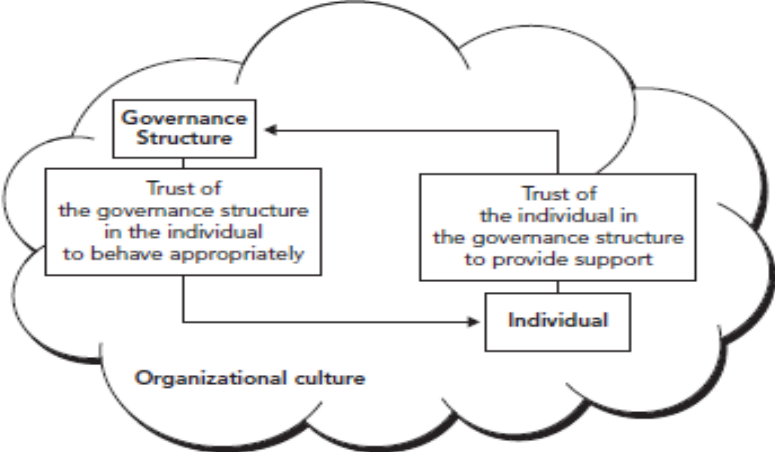 Governance
Structure
Trust of
the governance structure
in the individual
to behave appropriately
Trust of
the individual in
the governance structure
to provide support
Individual
Organizational culture